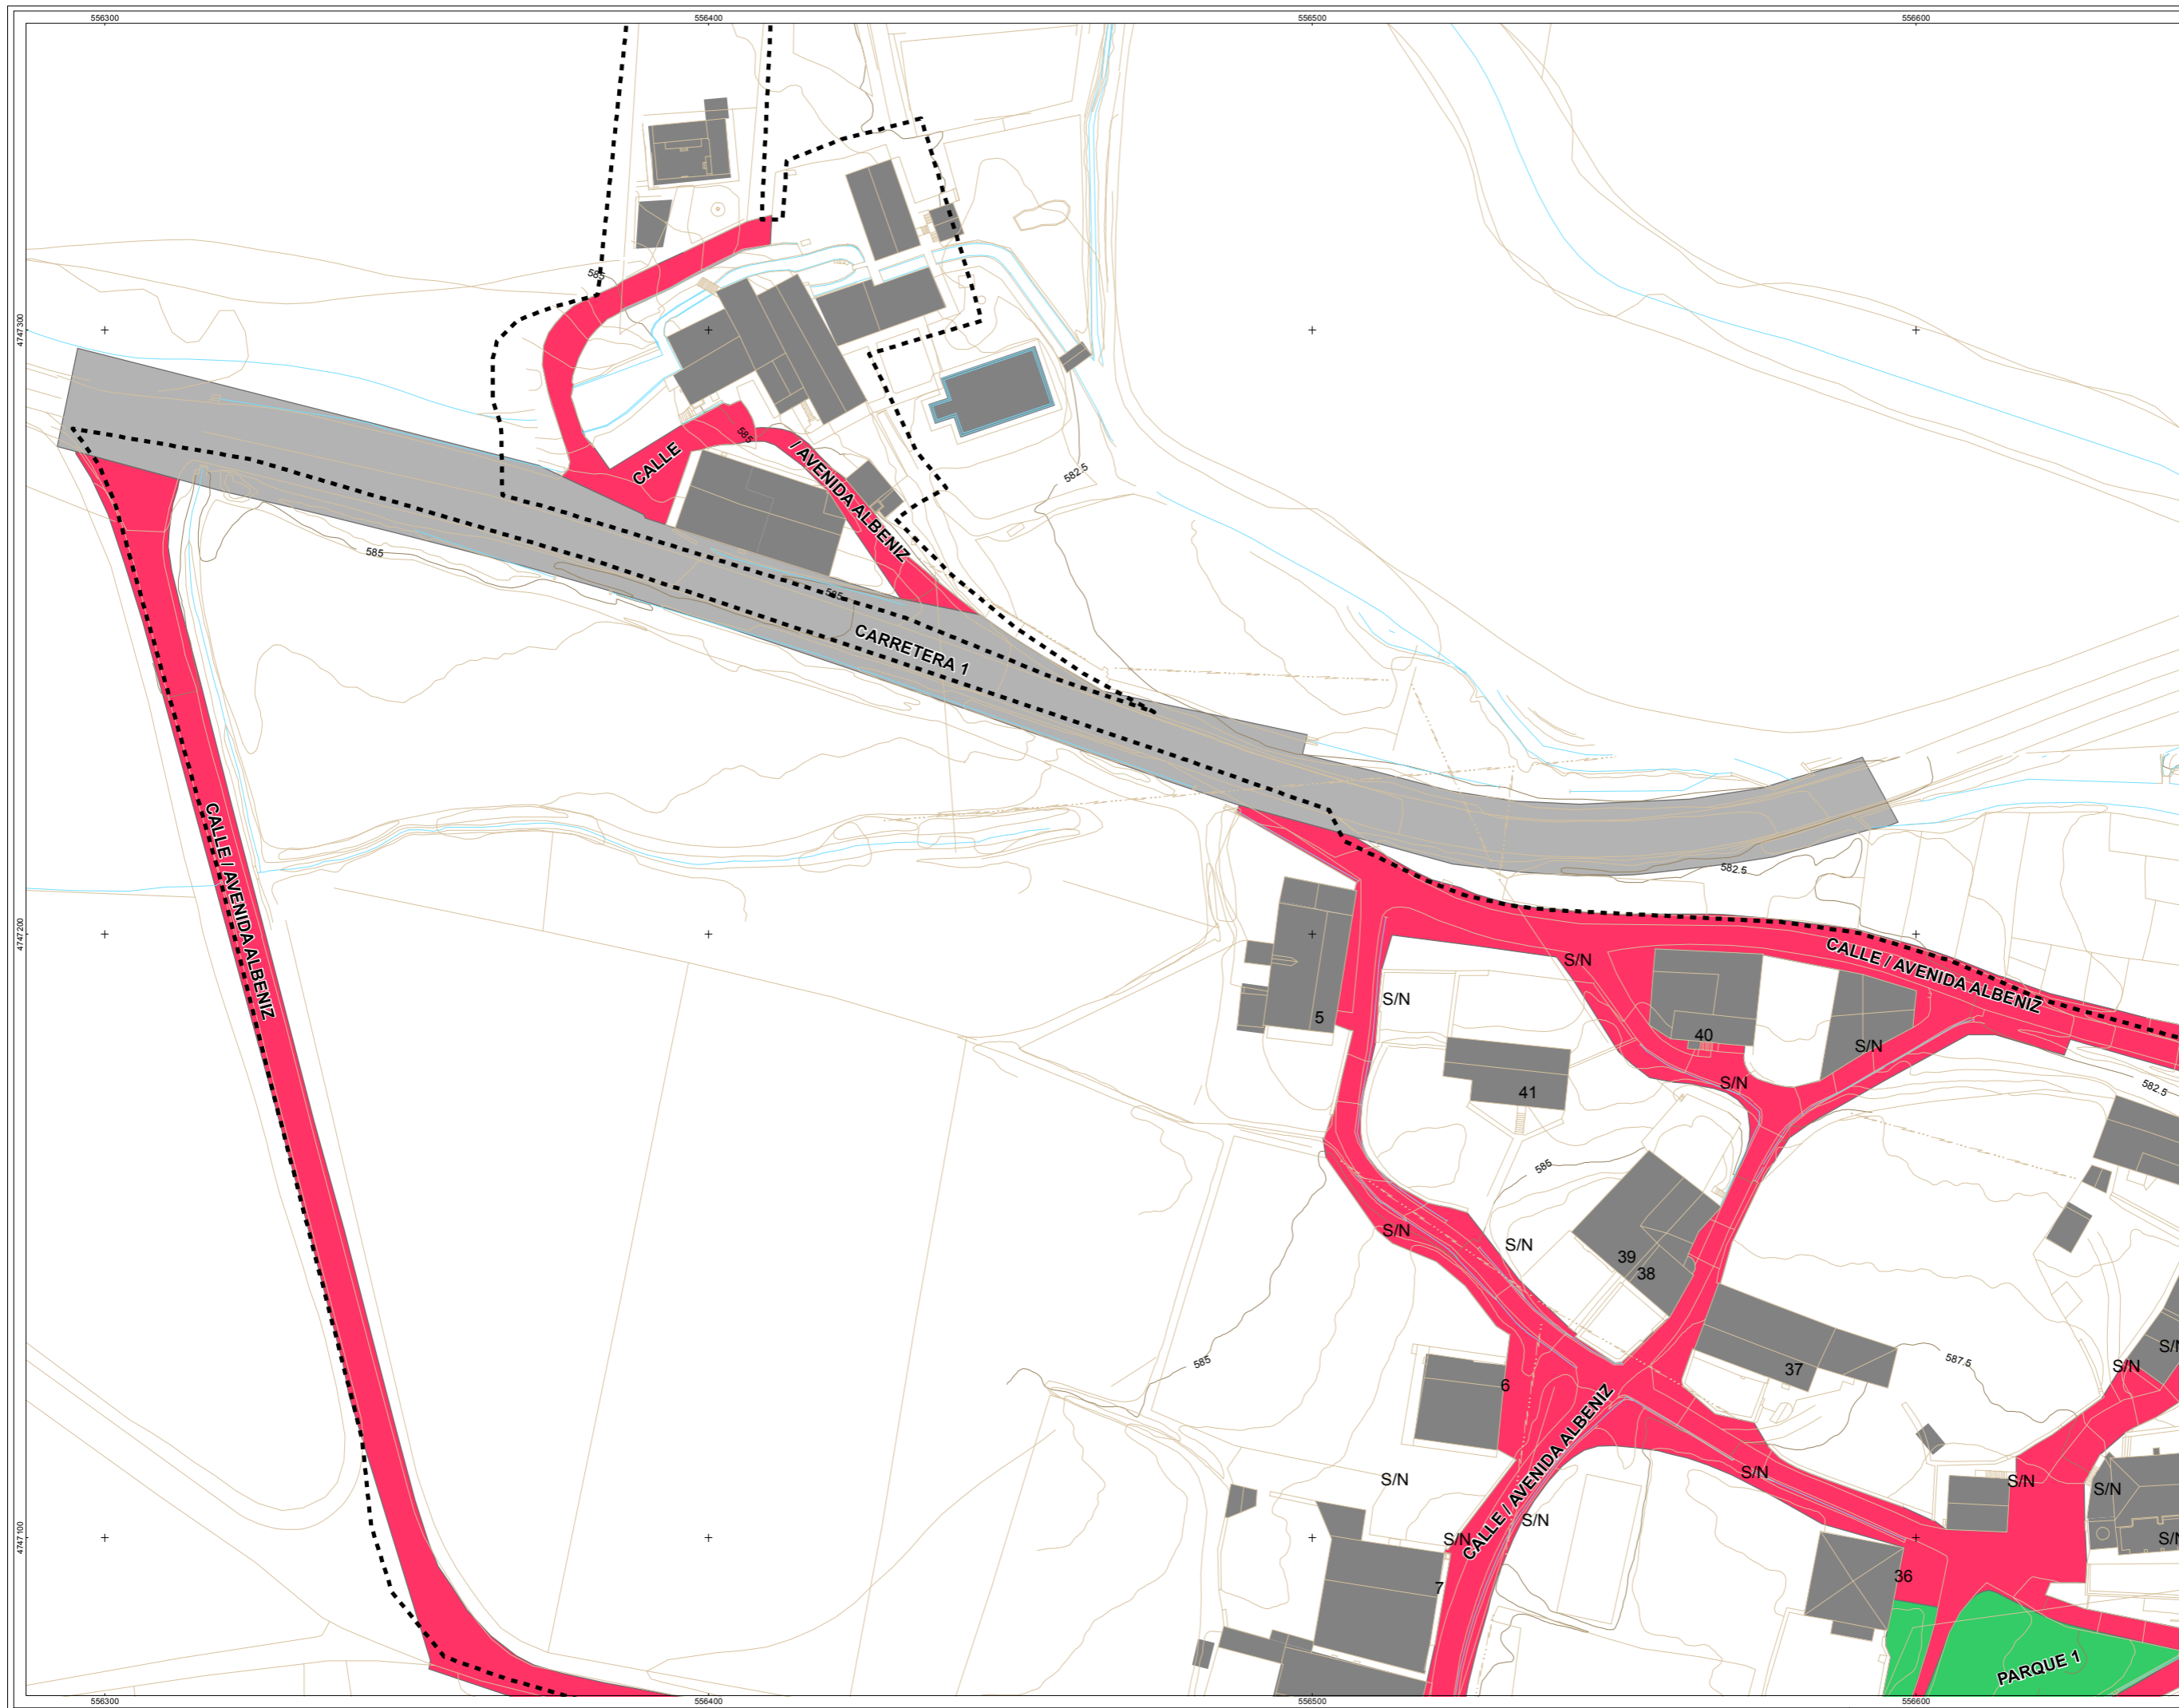 556300
556400
556500
556600
585
4747300
CALLE
585
/ AVENIDA ALBENIZ
582.5
585
585
CARRETERA 1
582.5
CALLE / AVENIDA ALBENIZ
4747200
CALLE / AVENIDA ALBENIZ
S/N
S/N
5
40
S/N
S/N
41
582.5
585
S/N
S/N
39
38
585
37
587.5
S/N
6
CALLE / AVENIDA ALBENIZ
S/N
S/N
S/N
S/N
S/N
S/N
4747100
7
36
PARQUE 1
556300
556400
556500
556600